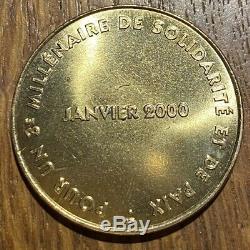 POUR UN 3e MILLÉNAIRE DE SOLIDARITÉ ET DE PAIX
JANVIER 2000